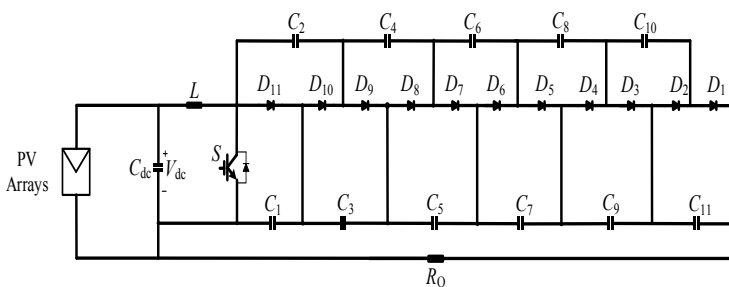 C2 C4 C6 C8 C10
L D11 D10 D9 D8 D7 D6 D5 D4 D3 D2 D1
PV
Arrays
Cdc
+
Vdc
-
S
C1 C3 C5 C7 C9 C11
RO